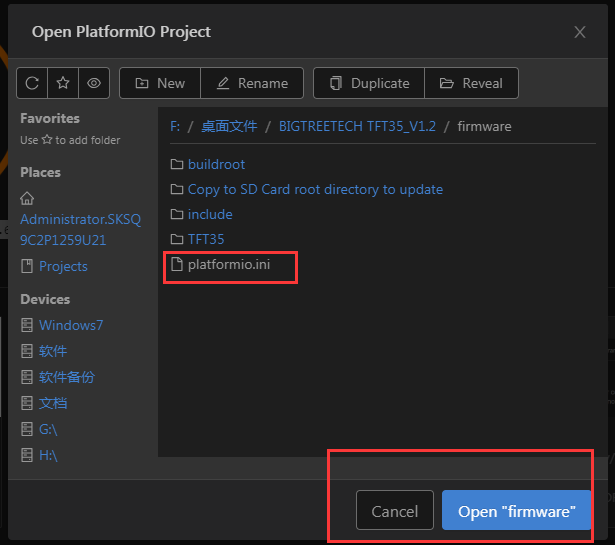 Open PlatformIO Project
New Rename Duplicate Reveal
Favorites
Use to add folder
Places
Administrator.SKSQ
9C2P1259U21
Projects
Devices
Windows7
软件
软件备份
文档
G:\
H:\
F: / 桌面文件 / BIGTREETECH TFT35_V1.2 / firmware
buildroot
Copy to SD Card root directory to update
include
TFT35
platformio.ini
Cancel Open "firmware"